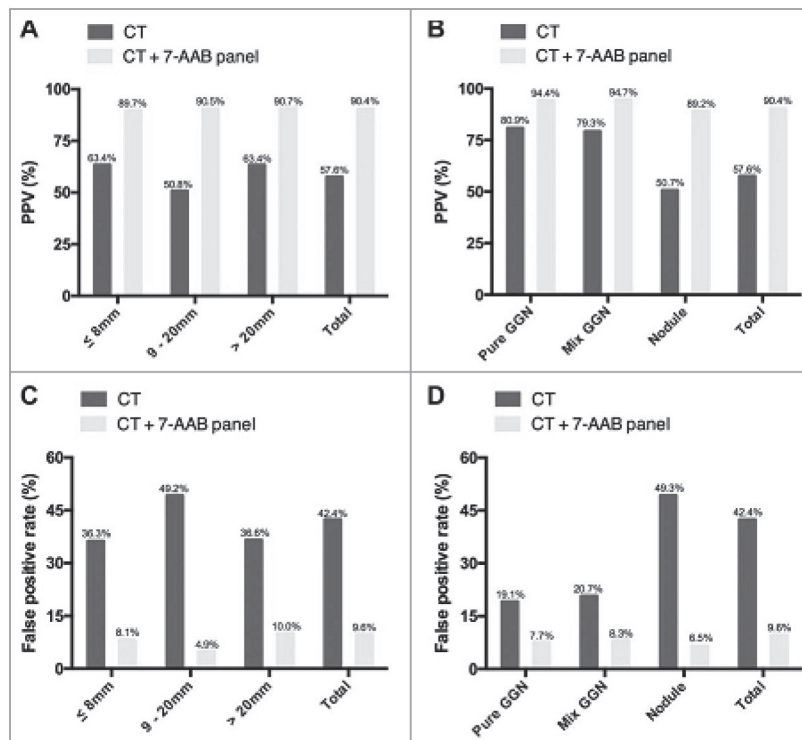 A
CT
CT + 7-AAB panel
PPV (%)
100
75
50
25
0
63.4%
89.7%
50.8%
90.5%
63.4%
90.7%
57.6%
90.4%
≤ 8mm
9 - 20mm
> 20mm
Total
B
CT
CT + 7-AAB panel
PPV (%)
100
75
50
25
0
80.9%
94.4%
79.3%
94.7%
50.7%
89.2%
57.6%
90.4%
Pure GGN
Mix GGN
Nodule
Total
C
CT
CT + 7-AAB panel
False positive rate (%)
60
45
30
15
0
36.3%
8.1%
49.2%
4.9%
36.6%
10.0%
42.4%
9.6%
≤ 8mm
9 - 20mm
> 20mm
Total
D
CT
CT + 7-AAB panel
False positive rate (%)
60
45
30
15
0
19.1%
7.7%
20.7%
8.3%
49.3%
6.5%
42.4%
9.6%
Pure GGN
Mix GGN
Nodule
Total